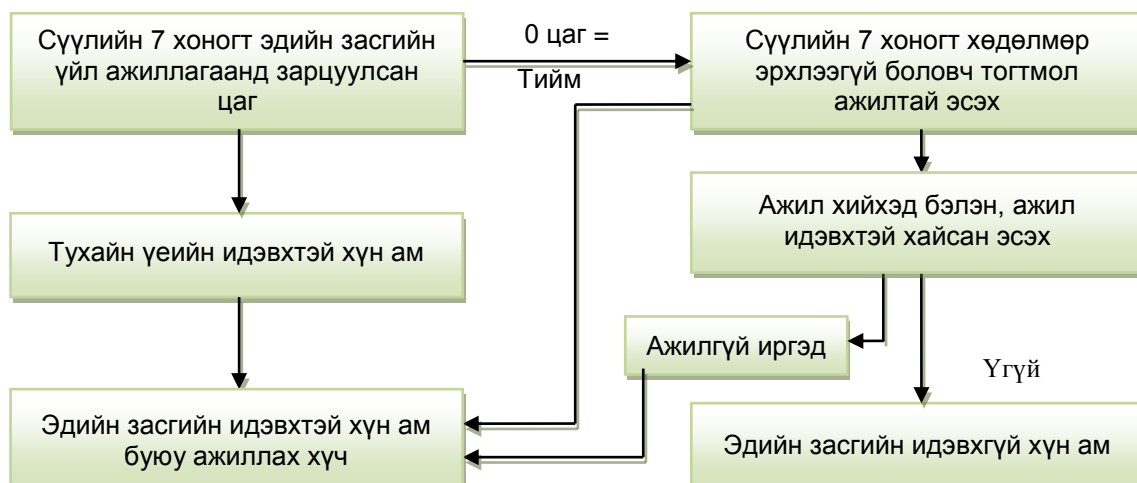 Сүүлийн 7 хоногт эдийн засгийн
үйл ажиллагаанд зарцуулсан
цаг
0 цаг =
Тийм
Сүүлийн 7 хоногт хөдөлмөр
эрхлээгүй боловч тогтмол
ажилтай эсэх
Тухайн үеийн идэвхтэй хүн ам
Ажил хийхэд бэлэн, ажил
идэвхтэй хайсан эсэх
Ажилгүй иргэд
Үгүй
Эдийн засгийн идэвхтэй хүн ам
буюу ажиллах хүч
Эдийн засгийн идэвхгүй хүн ам